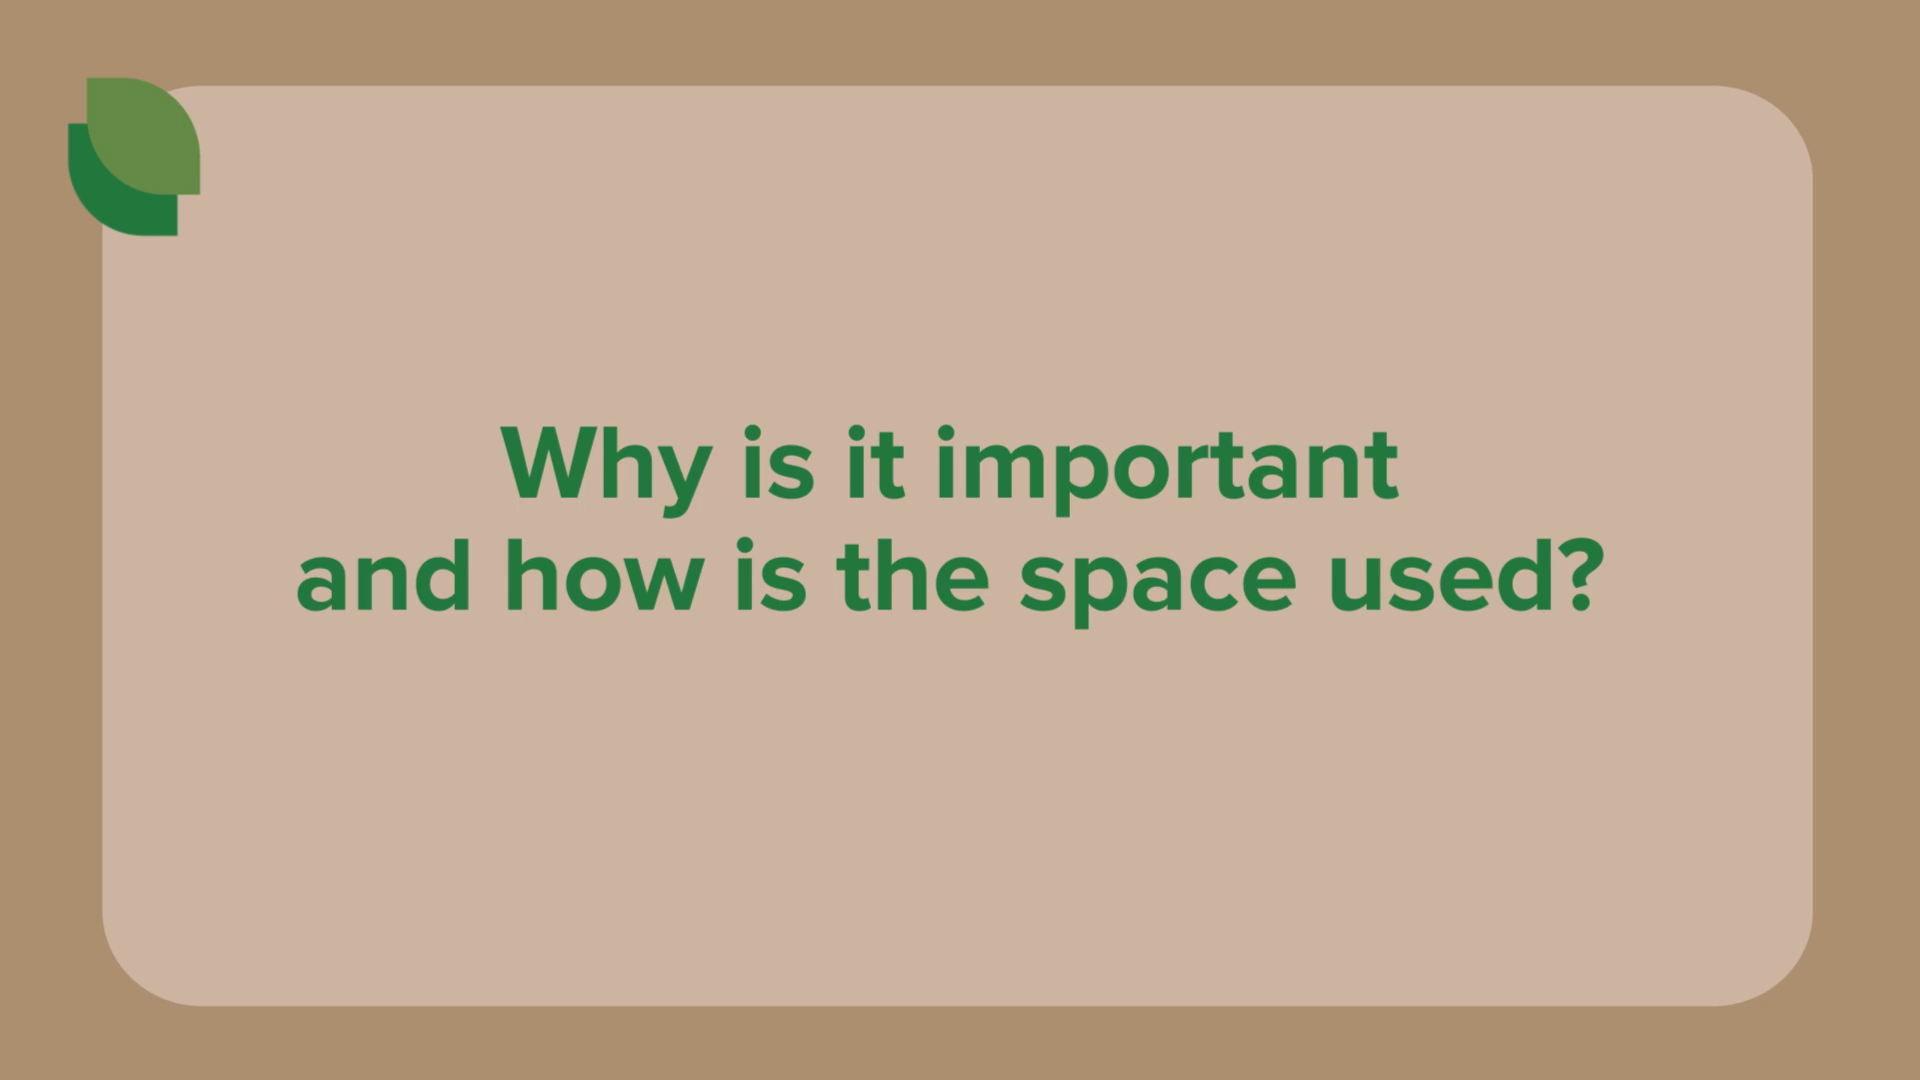 Why is it important
and how is the space used?